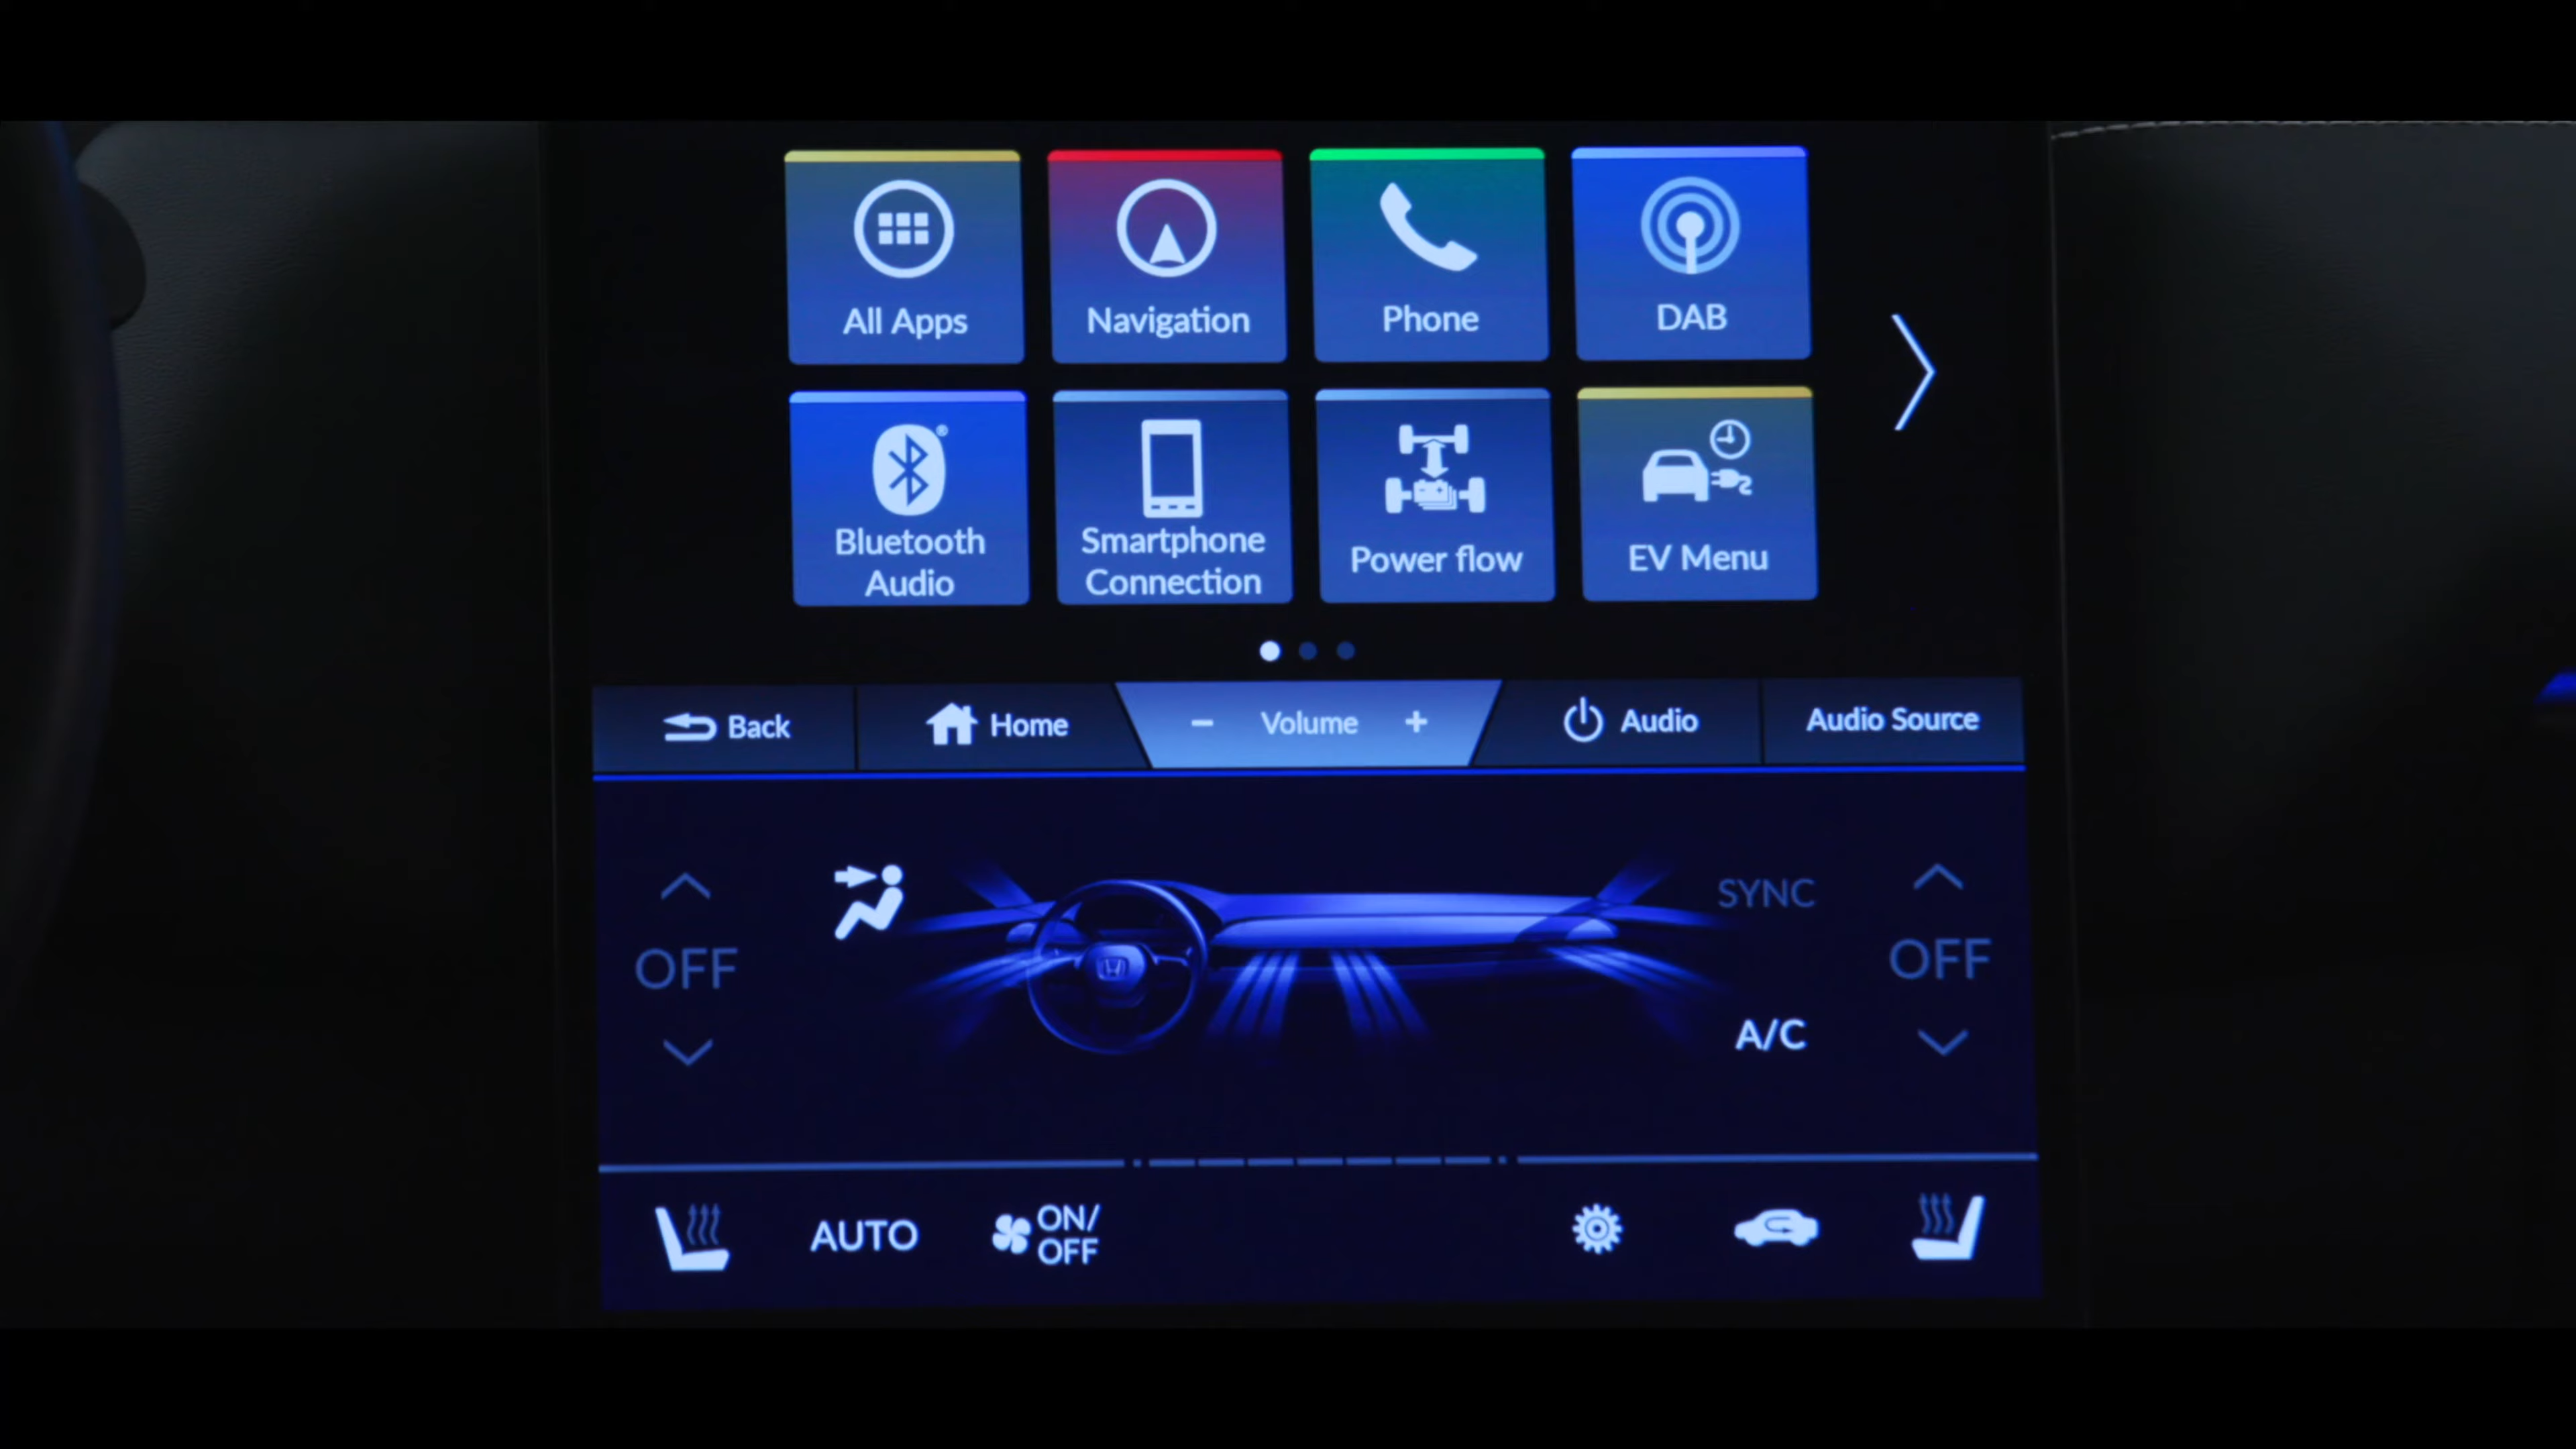 All Apps
Navigation
Phone
DAB
Bluetooth
Audio
Smartphone
Connection
Power flow
EV Menu
Back
Home
- Volume +
Audio
Audio Source
OFF
SYNC
OFF
A/C
AUTO
ON/
OFF